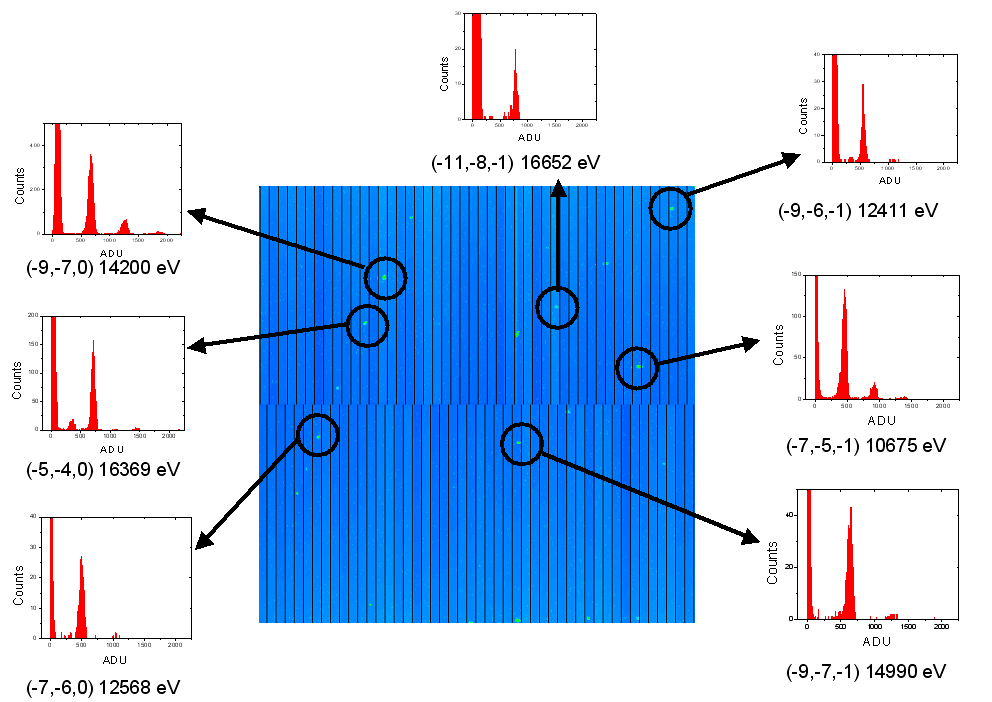 30
20
10
0
Counts
0 500 1000 1500 2000
ADU
(-11,-8,-1) 16652 eV
40
30
20
10
0
Counts
0 500 1000 1500 2000
ADU
(-9,-6,-1) 12411 eV
400
200
0
Counts
0 500 1000 1500 2000
ADU
(-9,-7,0) 14200 eV
200
150
100
50
0
Counts
0 500 1000 1500 2000
ADU
(-5,-4,0) 16369 eV
150
100
50
0
Counts
0 500 1000 1500 2000
ADU
(-7,-5,-1) 10675 eV
40
30
20
10
0
Counts
0 500 1000 1500 2000
ADU
(-7,-6,0) 12568 eV
40
20
0
Counts
0 500 1000 1500 2000
ADU
(-9,-7,-1) 14990 eV